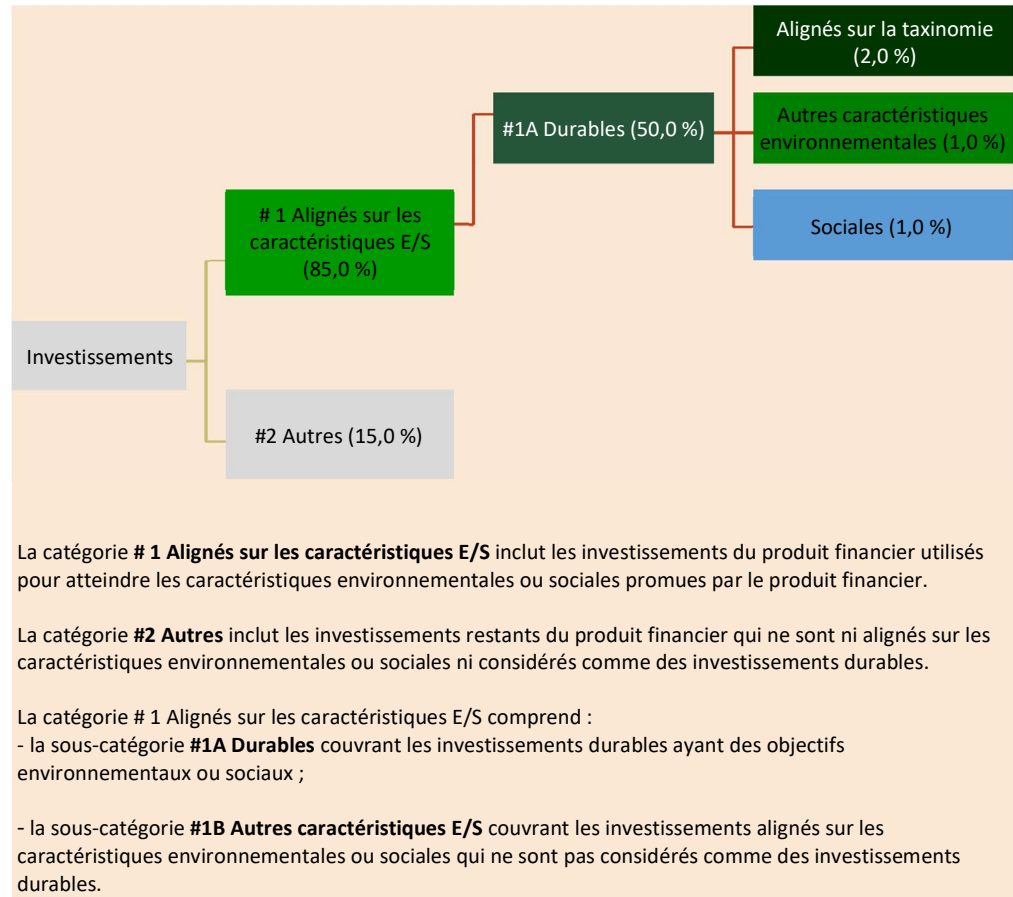 Alignés sur la taxinomie
(2,0 %)
#1A Durables (50,0 %)
Autres caractéristiques
environnementales (1,0 %)
# 1 Alignés sur les
caractéristiques E/S
(85,0 %)
Sociales (1,0 %)
Investissements
#2 Autres (15,0 %)
La catégorie # 1 Alignés sur les caractéristiques E/S inclut les investissements du produit financier utilisés
pour atteindre les caractéristiques environnementales ou sociales promues par le produit financier.
La catégorie #2 Autres inclut les investissements restants du produit financier qui ne sont ni alignés sur les
caractéristiques environnementales ou sociales ni considérés comme des investissements durables.
La catégorie # 1 Alignés sur les caractéristiques E/S comprend :
- la sous-catégorie #1A Durables couvrant les investissements durables ayant des objectifs
environnementaux ou sociaux ;
- la sous-catégorie #1B Autres caractéristiques E/S couvrant les investissements alignés sur les
caractéristiques environnementales ou sociales qui ne sont pas considérés comme des investissements
durables.